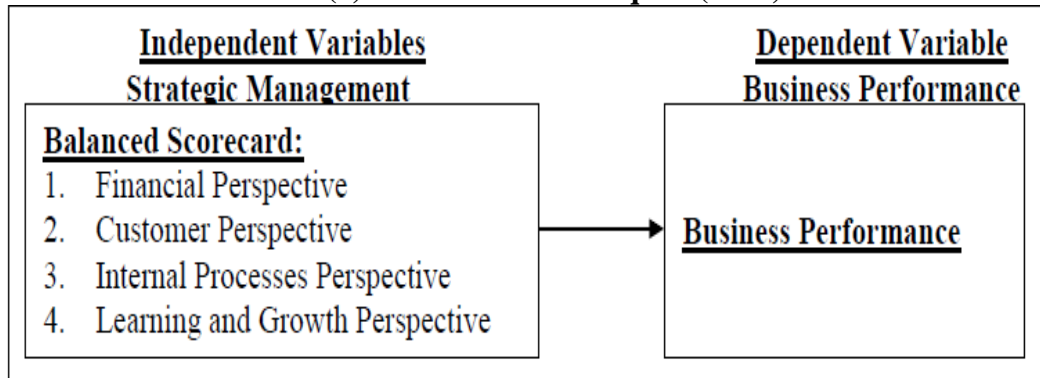 Independent Variables
Strategic Management
Dependent Variable
Business Performance
Balanced Scorecard:
1. Financial Perspective
2. Customer Perspective
3. Internal Processes Perspective
4. Learning and Growth Perspective
Business Performance